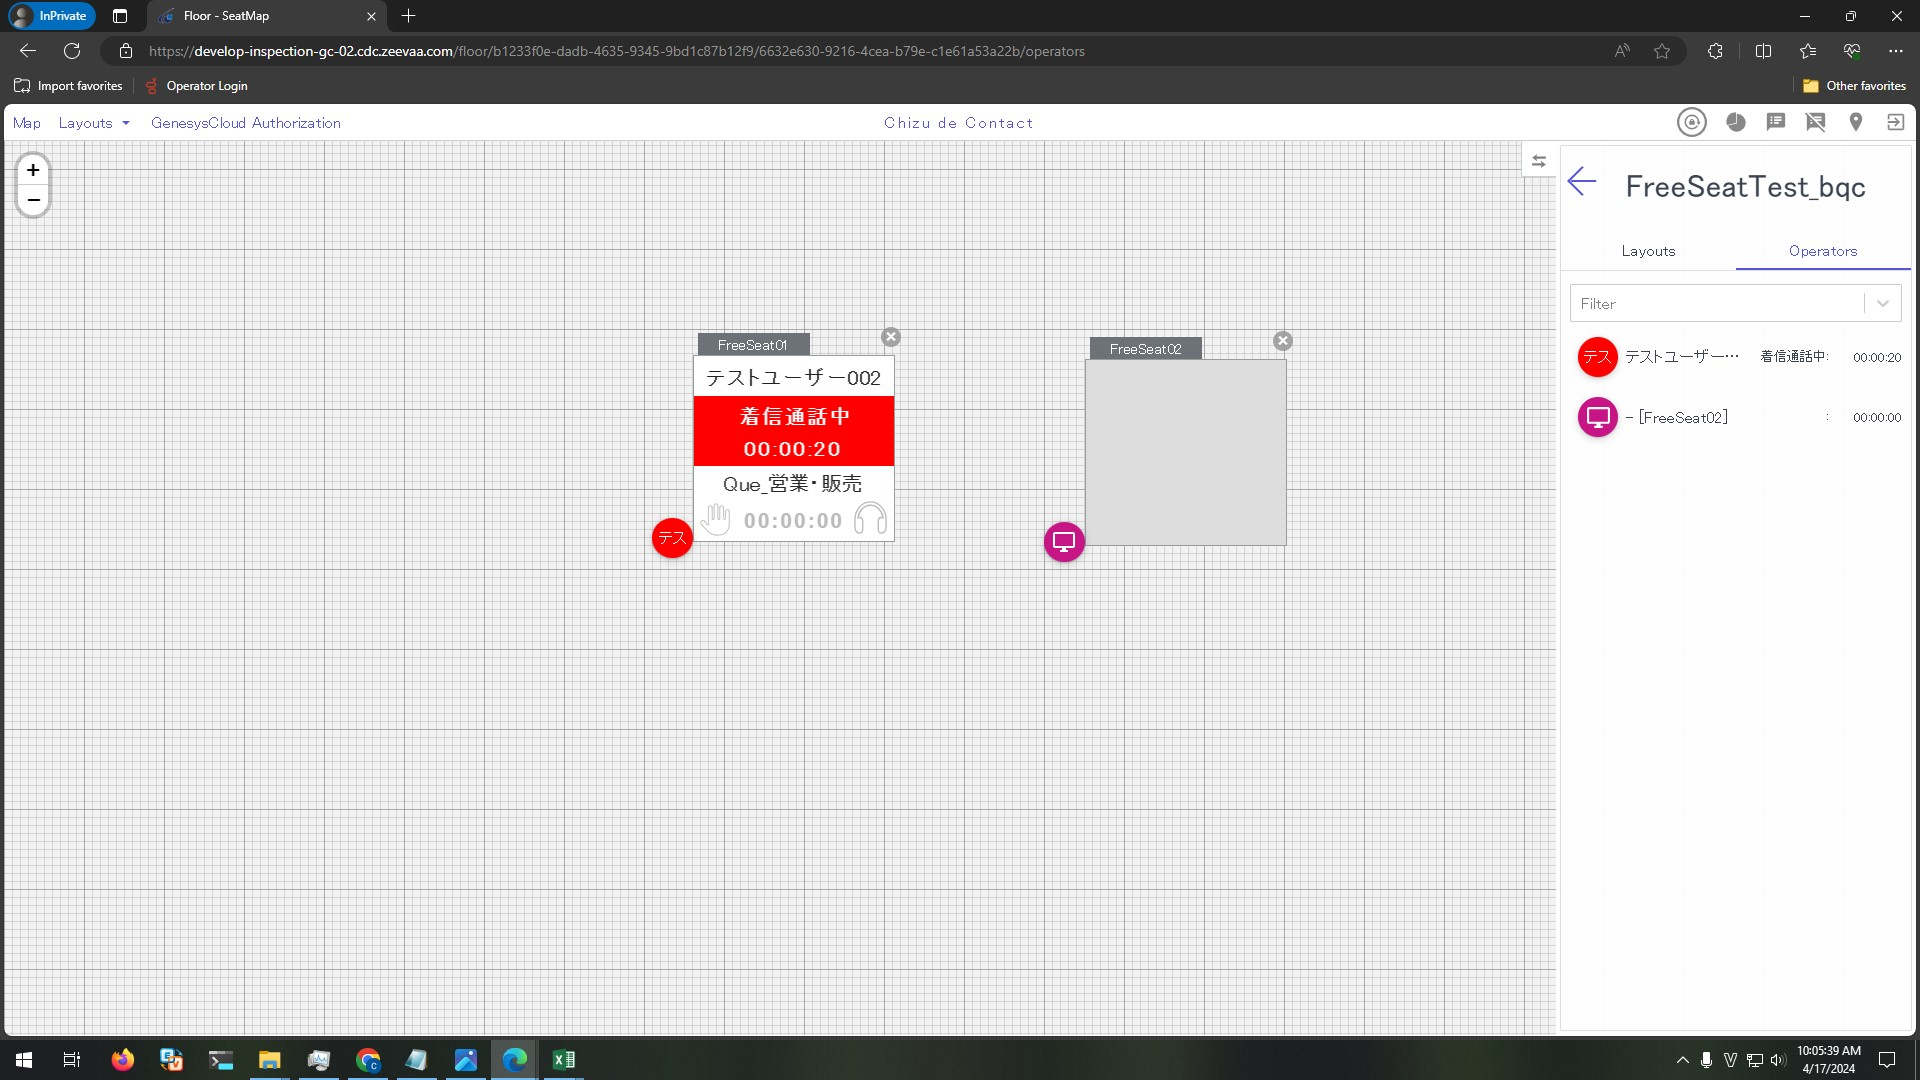 InPrivate
Floor - SeatMap
https://develop-inspection-gc-02.cdc.zeevaa.com/floor/b1233f0e-dadb-4635-9345-9bd1c87b12f9/6632e630-9216-4cea-b79e-c1e61a53a22b/operators
Import favorites
Operator Login
Other favorites
Map
Layouts
GenesysCloud Authorization
Chizu de Contact
+
−
FreeSeatTest_bqc
Layouts
Operators
Filter
テス テストユーザー… 着信通話中: 00:00:20
- [FreeSeat02] : 00:00:00
FreeSeat01
テストユーザー002
着信通話中
00:00:20
Que_営業・販売
00:00:00
テス
FreeSeat02
10:05:39 AM
4/17/2024